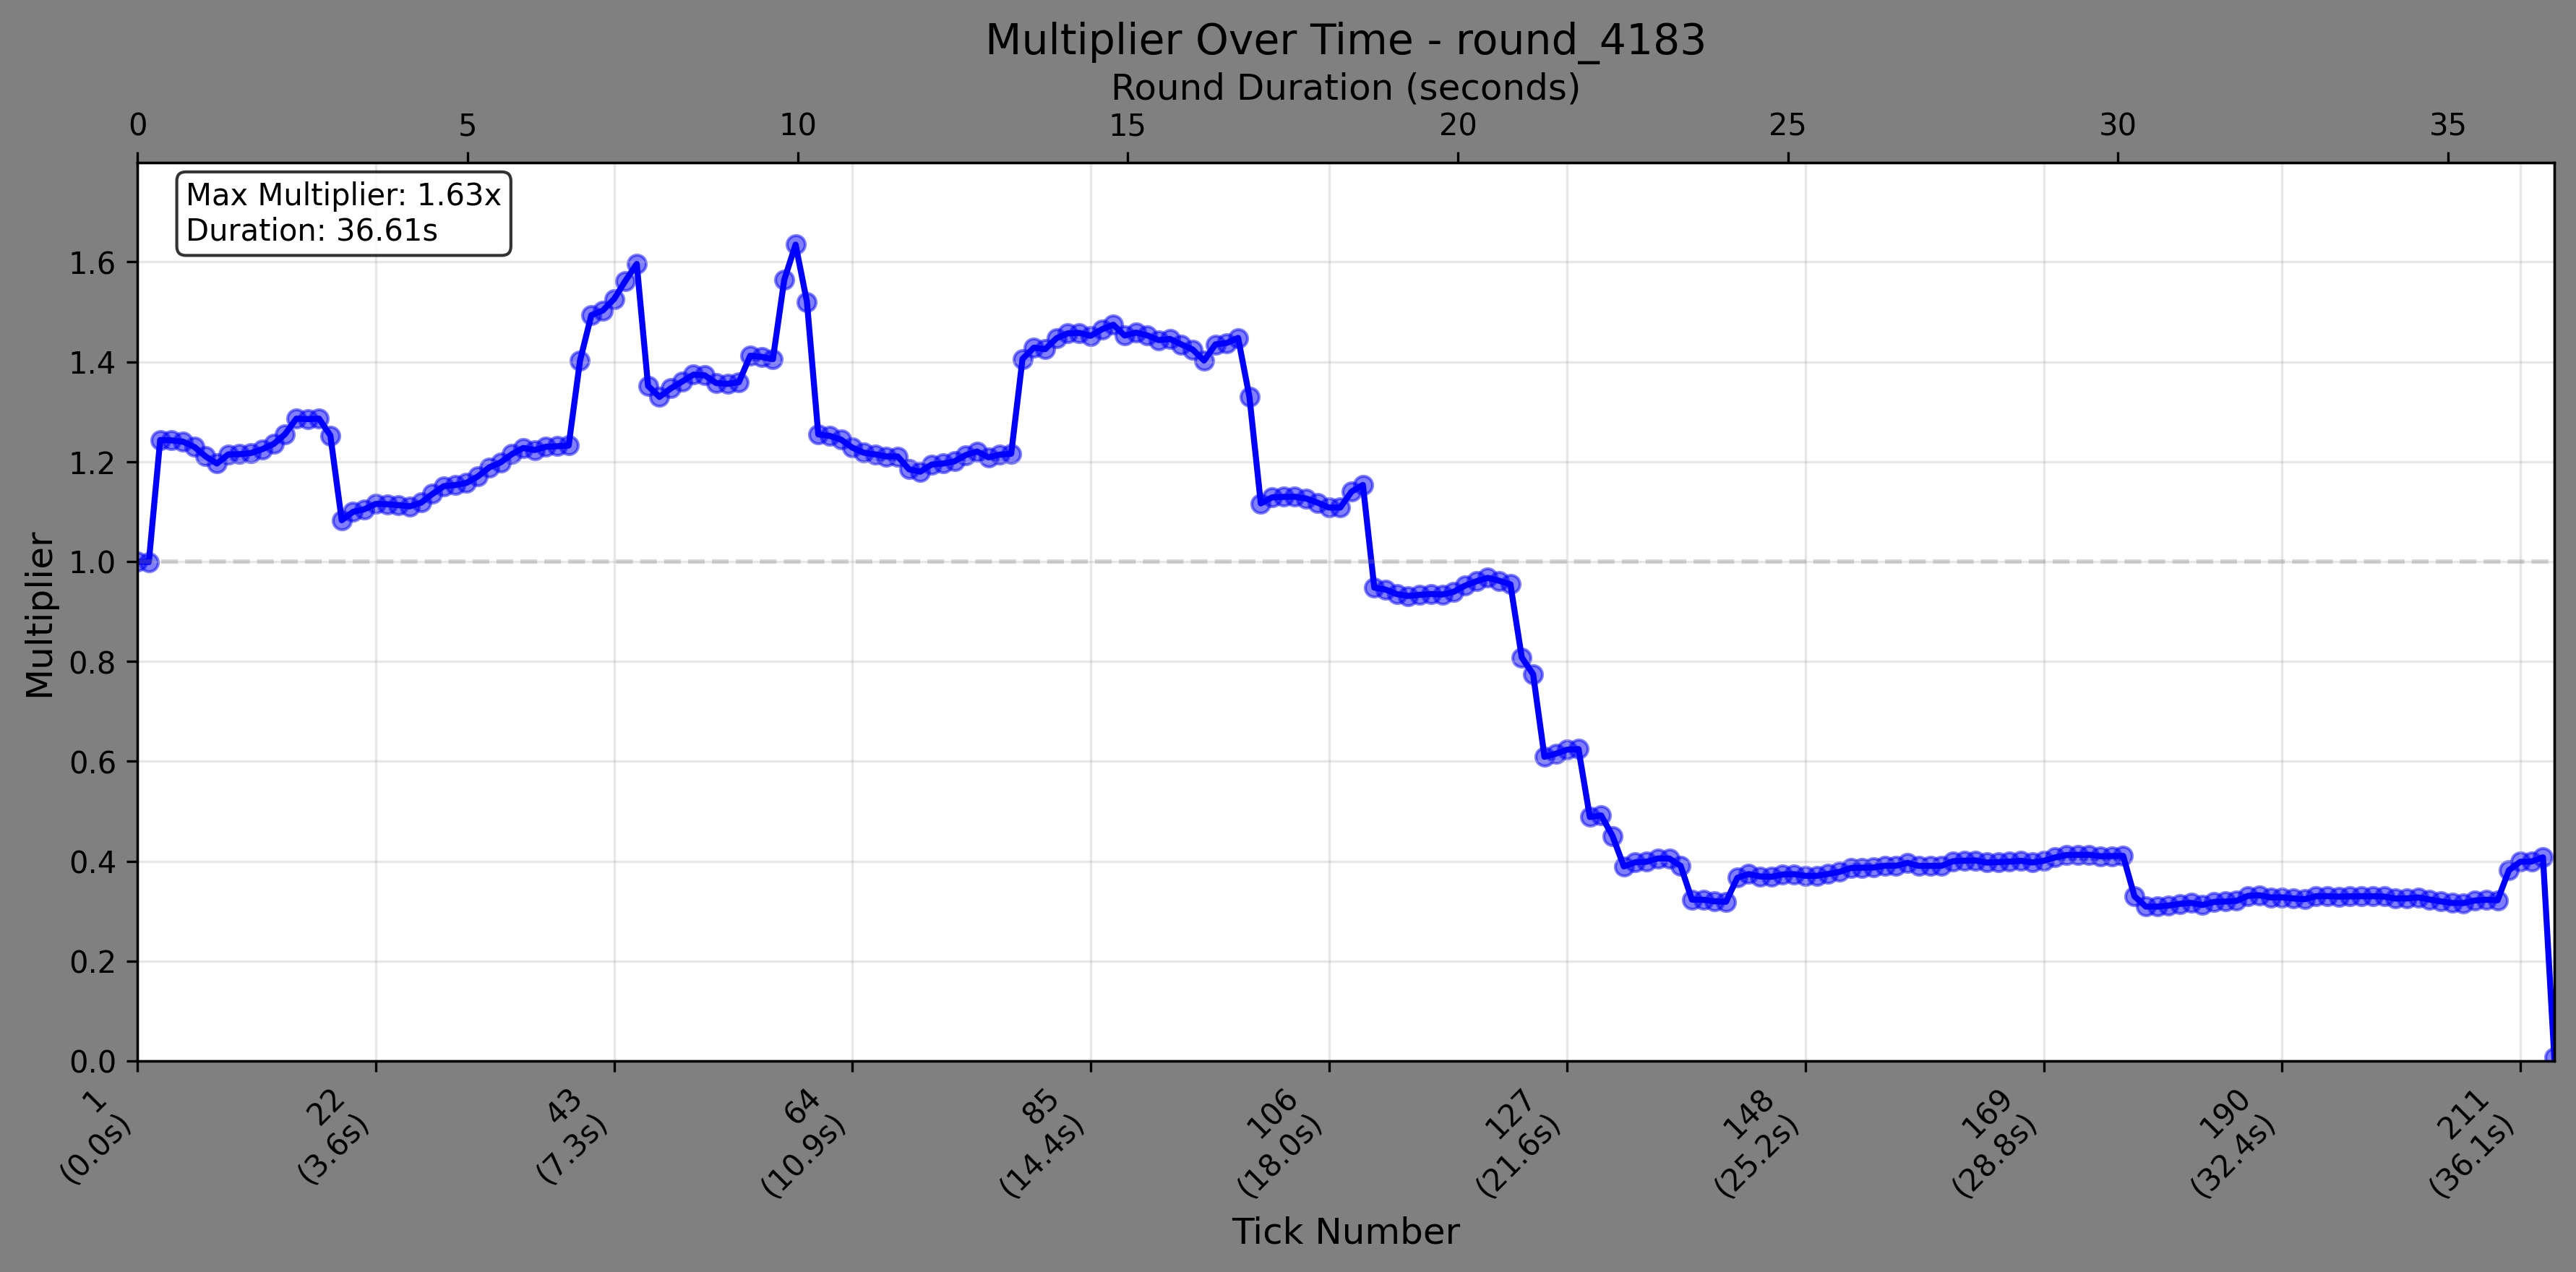 Multiplier Over Time - round_4183
Round Duration (seconds)
0 5 10 15 20 25 30 35
Max Multiplier: 1.63x
Duration: 36.61s
Multiplier
1.6
1.4
1.2
1.0
0.8
0.6
0.4
0.2
0.0
1 22 43 64 85 106 127 148 169 190 211
(0.0s) (3.6s) (7.3s) (10.9s) (14.4s) (18.0s) (21.6s) (25.2s) (28.8s) (32.4s) (36.1s)
Tick Number